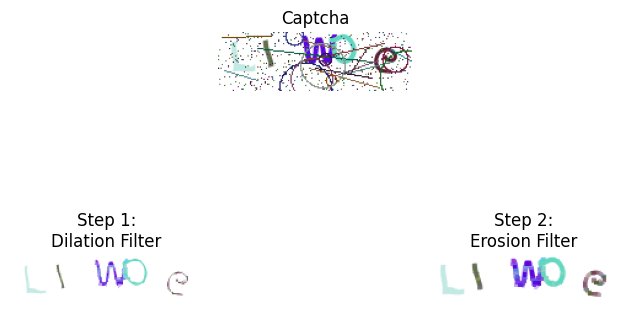 Captcha
L I W O e
Step 1:
Dilation Filter
L I W O e
Step 2:
Erosion Filter
L I W O e